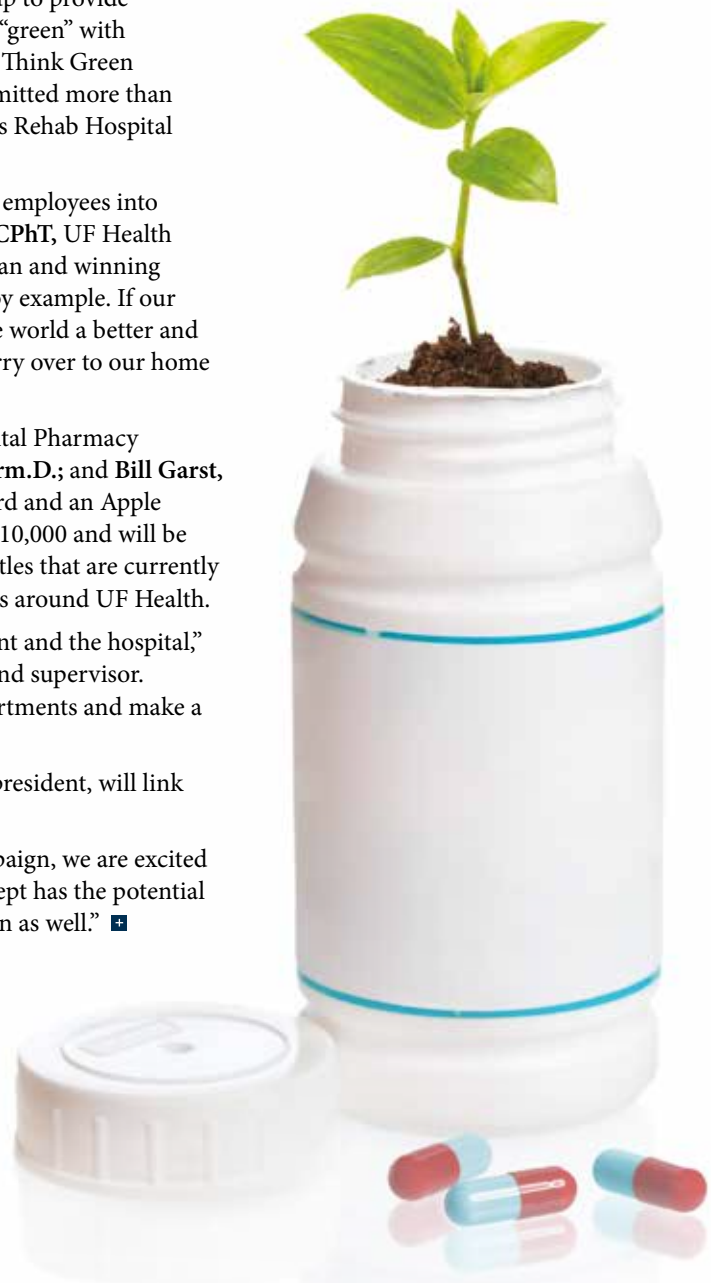 “green” with
Think Green
mitted more than
s Rehab Hospital
employees into
CPhT, UF Health
an and winning
by example. If our
e world a better and
rry over to our home
tal Pharmacy
rm.D.; and Bill Garst,
rd and an Apple
10,000 and will be
tles that are currently
s around UF Health.
nt and the hospital,”
nd supervisor.
rtments and make a
president, will link
paign, we are excited
ept has the potential
n as well.”